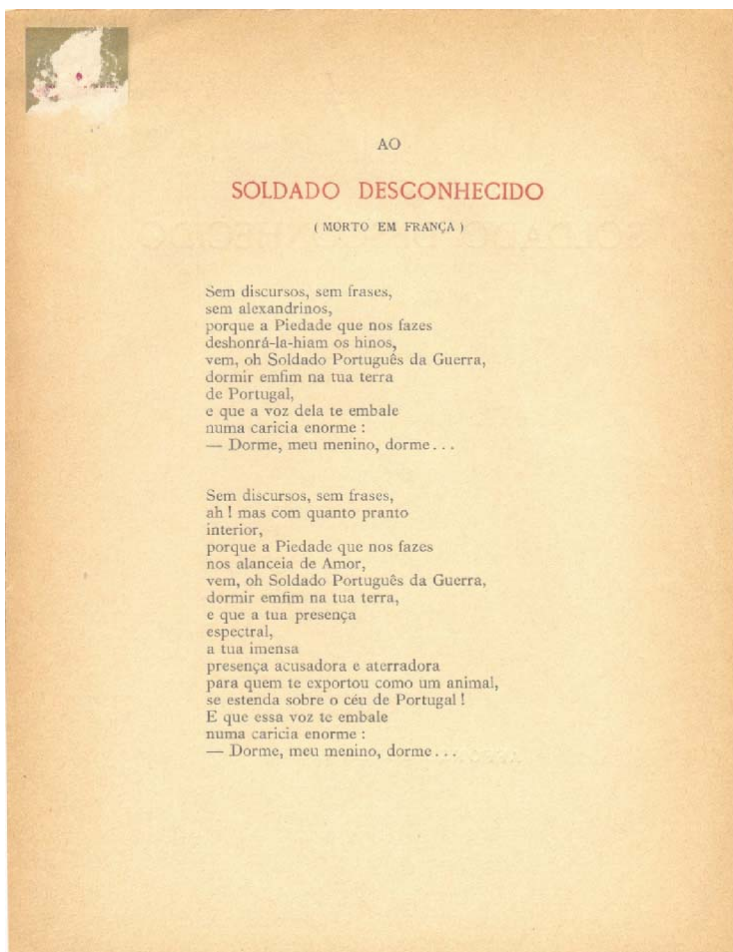 AO
SOLDADO DESCONHECIDO
( MORTO EM FRANÇA )
Sem discursos, sem frases,
sem alexandrinos,
porque a Piedade que nos fazes
deshonrá-la-hiam os hinos,
vem, oh Soldado Português da Guerra,
dormir emfim na tua terra
de Portugal,
e que a voz dela te embale
numa caricia enorme :
— Dorme, meu menino, dorme . . .
Sem discursos, sem frases,
ah ! mas com quanto pranto
interior,
porque a Piedade que nos fazes
nos alanceia de Amor,
vem, oh Soldado Português da Guerra,
dormir emfim na tua terra,
e que a tua presença
espectral,
a tua imensa
presença acusadora e aterradora
para quem te exportou como um animal,
se estenda sobre o céu de Portugal !
E que essa voz te embale
numa caricia enorme :
— Dorme, meu menino, dorme . . .